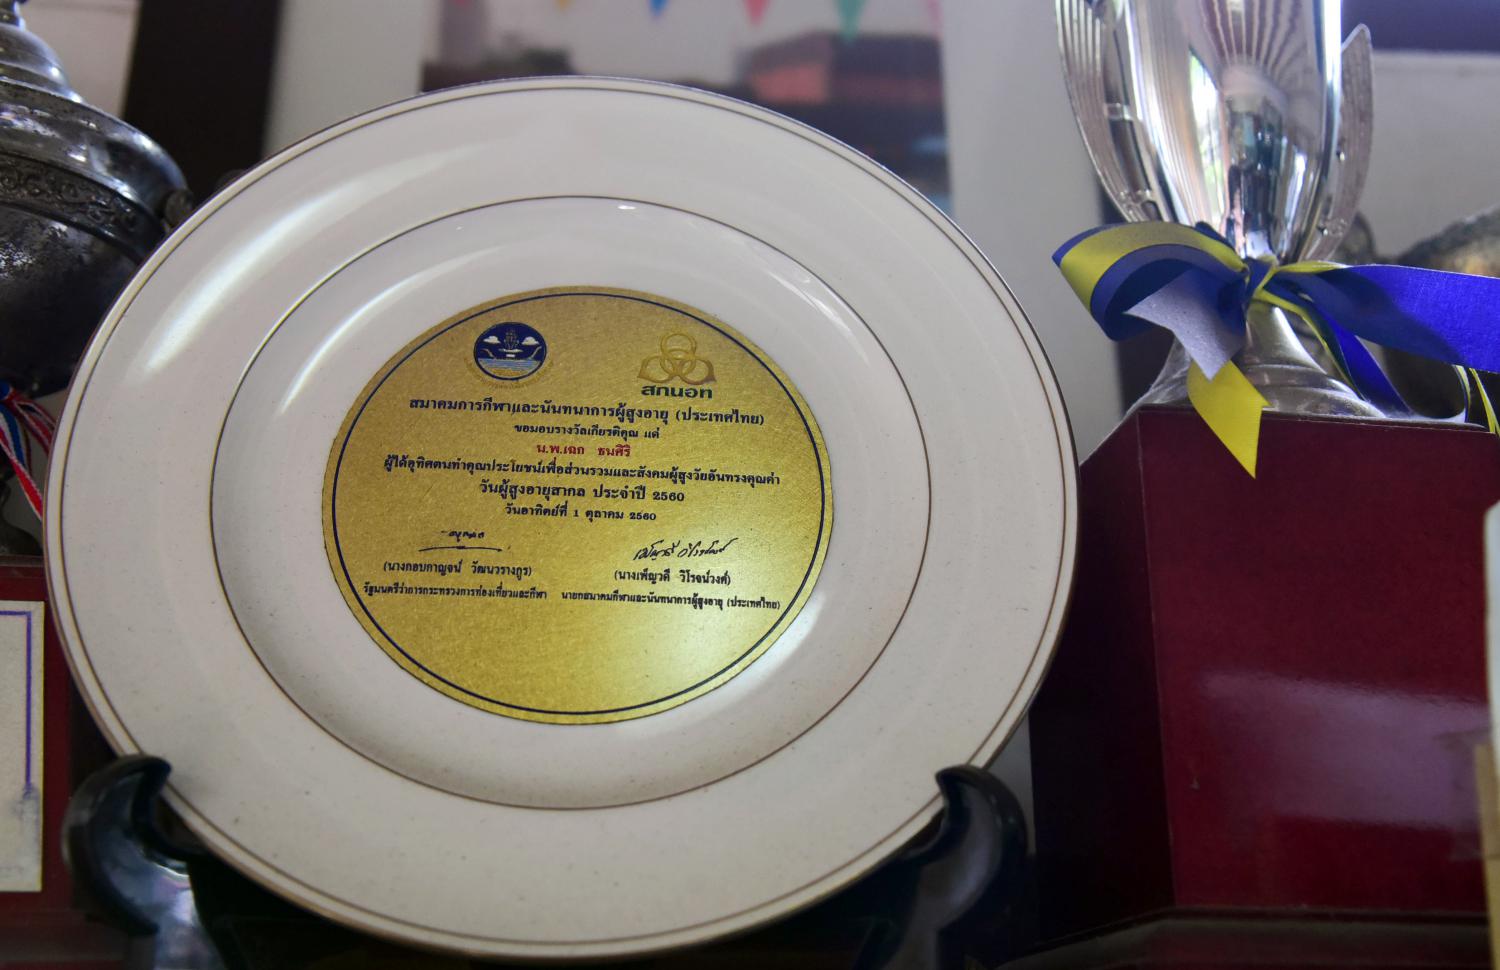 สกนอท
สมาคมการกีฬาและนันทนาการผู้สูงอายุ (ประเทศไทย)
ขอมอบรางวัลเกียรติคุณ แด่
น.พ.เฉก ธนศิริ
ผู้ได้อุทิศตนทำคุณประโยชน์เพื่อส่วนรวมและสังคมผู้สูงวัยอันทรงคุณค่า
วันผู้สูงอายุสากล ประจำปี 2560
วันอาทิตย์ที่ 1 ตุลาคม 2560
(นางกอบกาญจน์ วัฒนวรางกูร)
(นางเพ็ญวดี วิโรจน์วงศ์)
รัฐมนตรีว่าการกระทรวงการท่องเที่ยวและกีฬา
นายกสมาคมกีฬาและนันทนาการผู้สูงอายุ (ประเทศไทย)